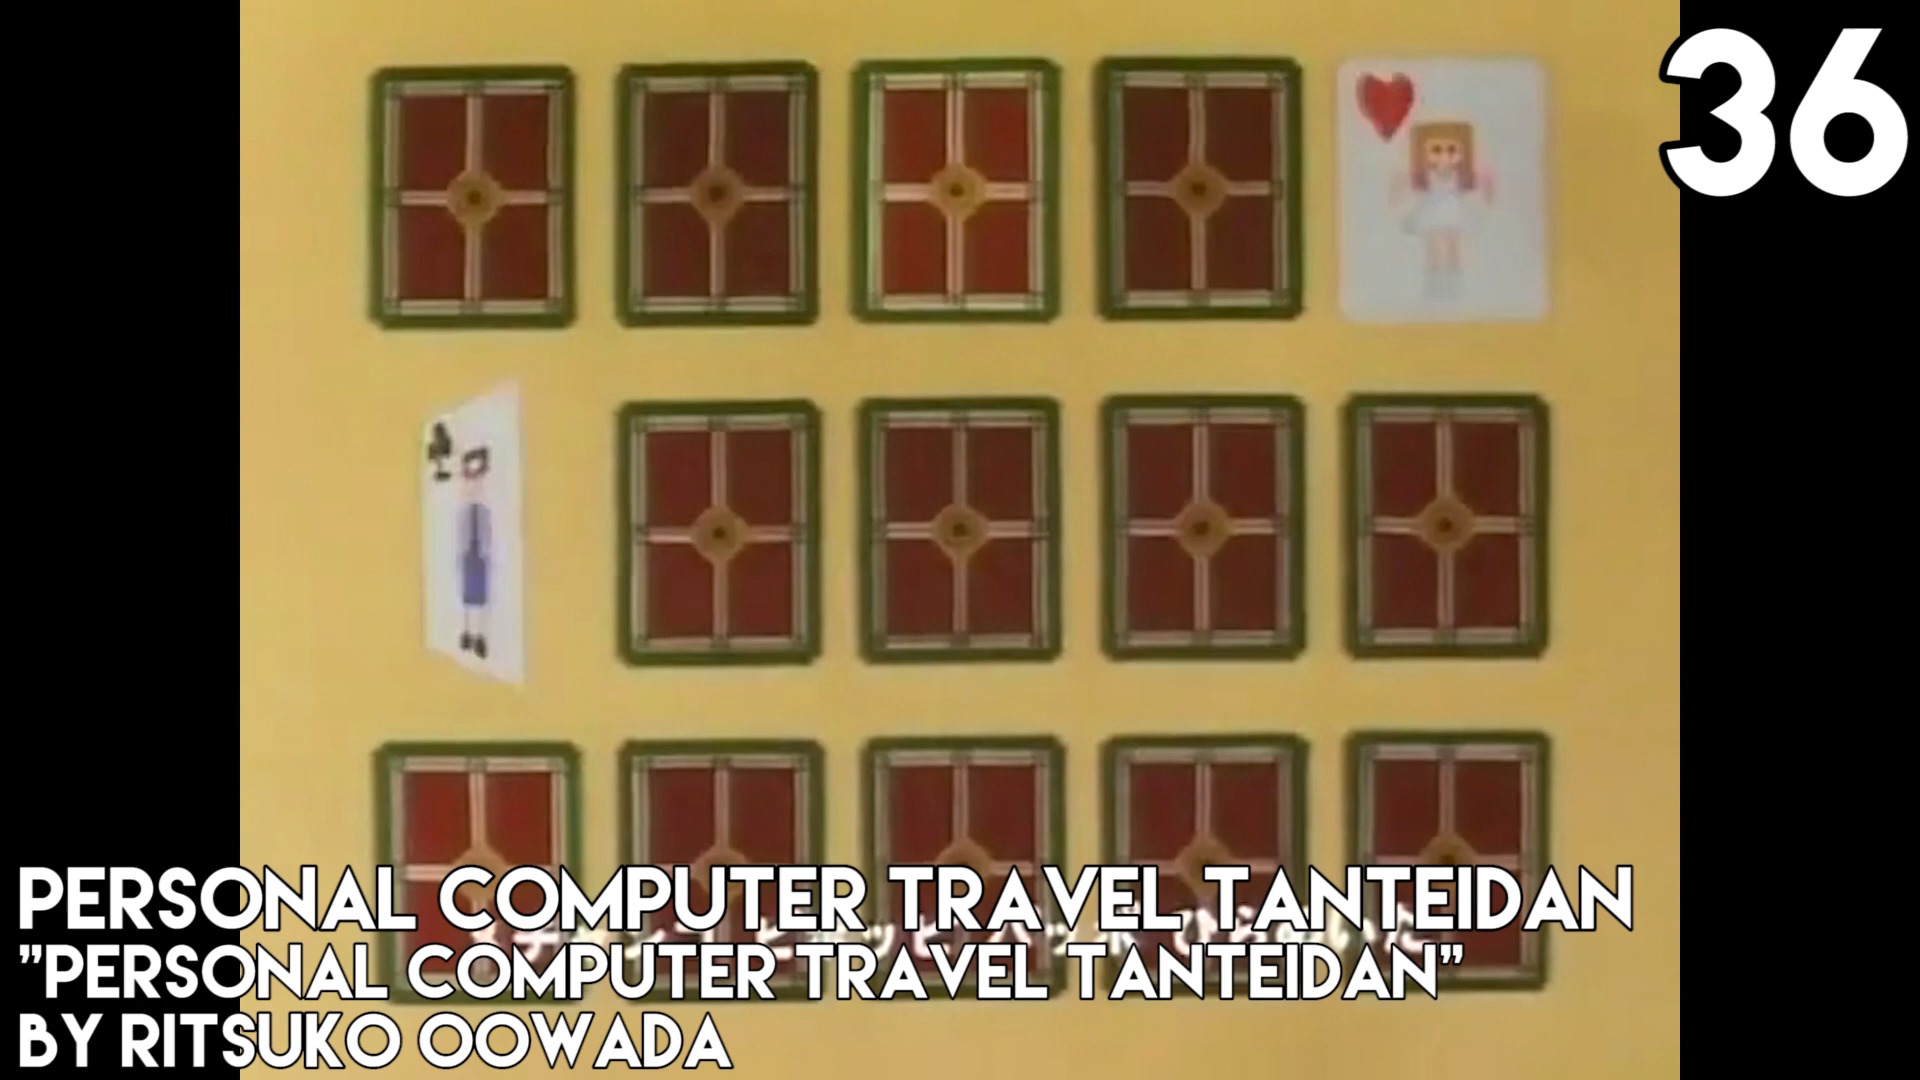 36
PERSONAL COMPUTER TRAVEL TANTEIDAN
"PERSONAL COMPUTER TRAVEL TANTEIDAN"
BY RITSUKO OOWADA